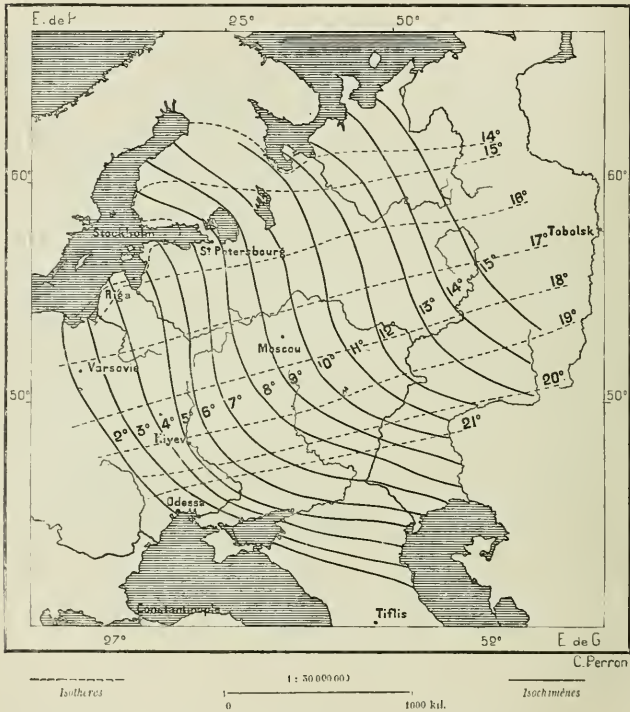 E. de P
25°
50°
14°
15°
60°
60°
16°
17°
Tobolsk
Stockholm
St Petersbourg
18°
Riga
15°
14°
13°
19°
12°
Moscou
11°
10°
9°
Varsovie
8°
20°
50°
50°
7°
6°
5°
4°
3°
2°
21°
Kiyev
Odessa
Constantinople
Tiflis
27°
52°
E de G
C. Perron
1 : 30 000 000
Isothères
Isochimènes
0
1000 kil.